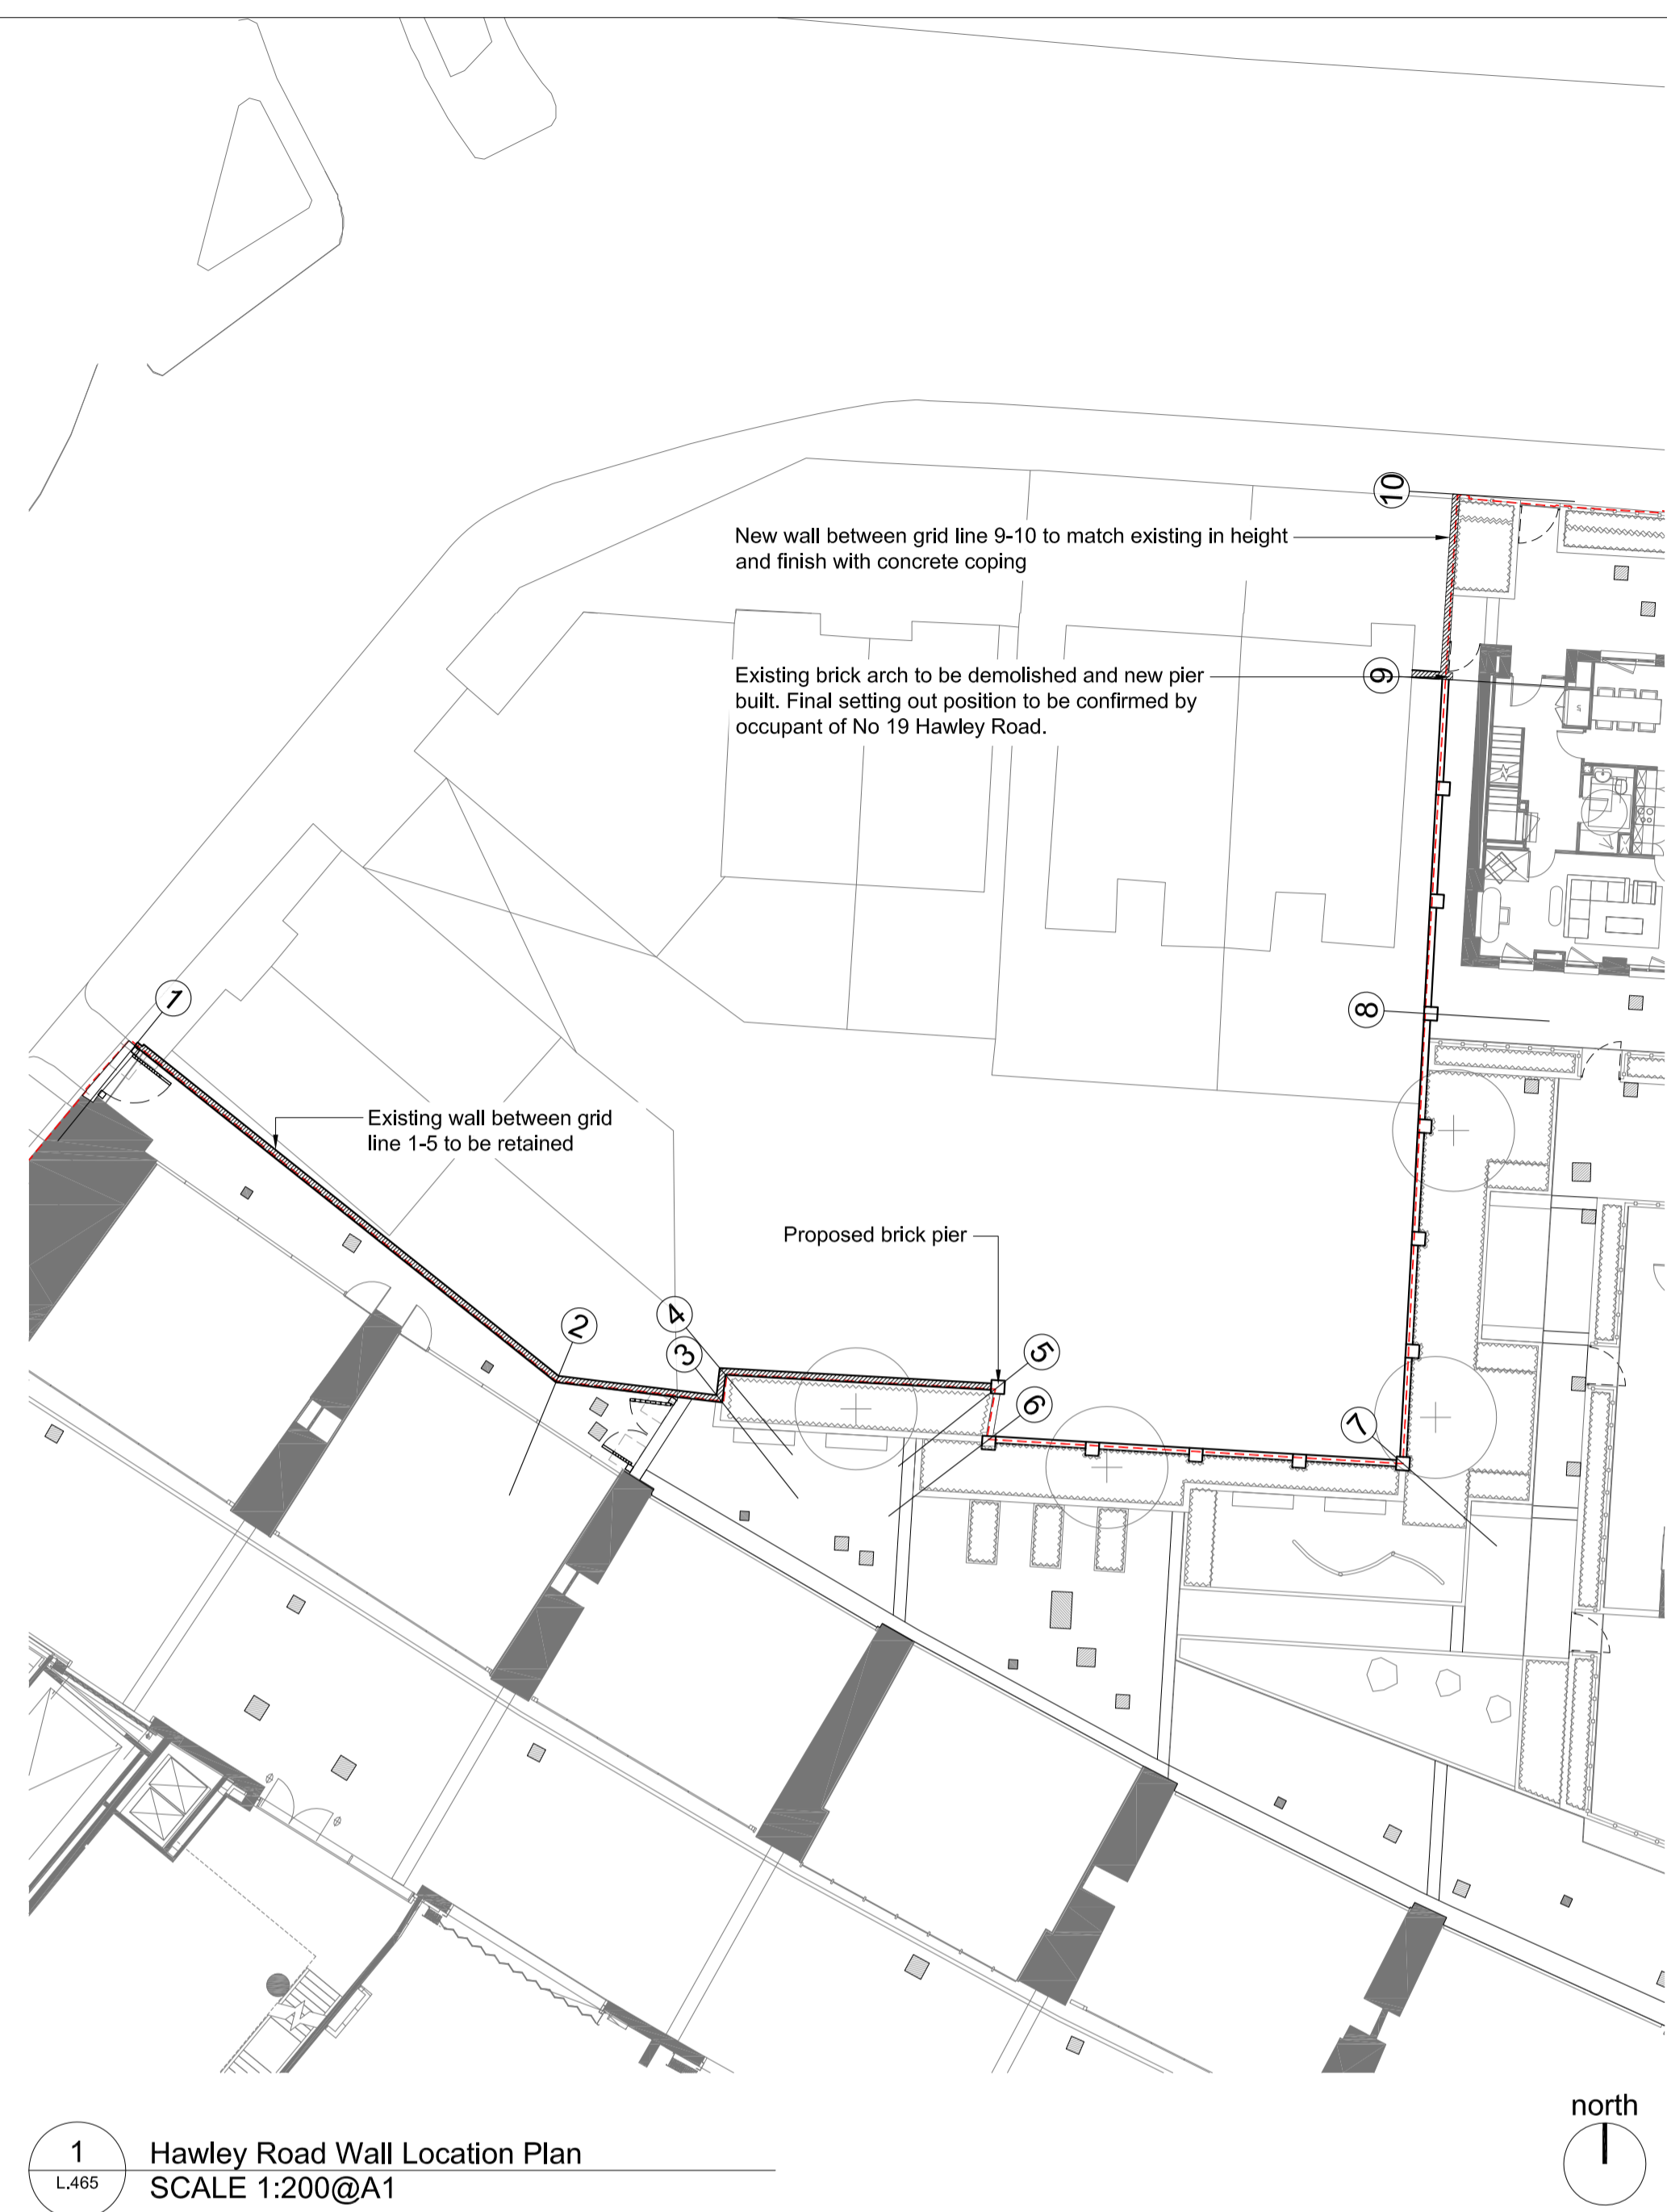 10
New wall between grid line 9-10 to match existing in height
and finish with concrete coping
9
Existing brick arch to be demolished and new pier
built. Final setting out position to be confirmed by
occupant of No 19 Hawley Road.
1
8
Existing wall between grid
line 1-5 to be retained
Proposed brick pier
2
4
3
5
6
7
north
1
L.465
Hawley Road Wall Location Plan
SCALE 1:200@A1